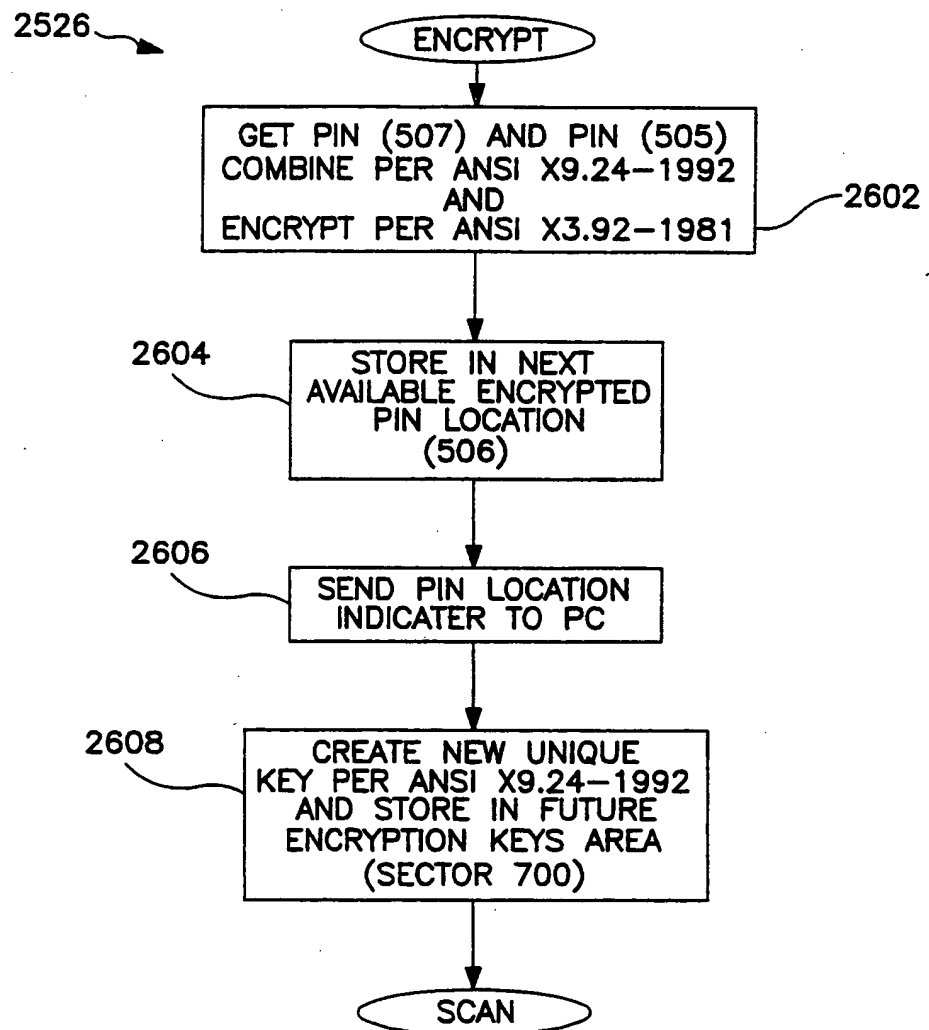 2526
ENCRYPT
GET PIN (507) AND PIN (505)
COMBINE PER ANSI X9.24–1992
AND
ENCRYPT PER ANSI X3.92–1981
2602
2604
STORE IN NEXT
AVAILABLE ENCRYPTED
PIN LOCATION
(506)
2606
SEND PIN LOCATION
INDICATER TO PC
2608
CREATE NEW UNIQUE
KEY PER ANSI X9.24–1992
AND STORE IN FUTURE
ENCRYPTION KEYS AREA
(SECTOR 700)
SCAN